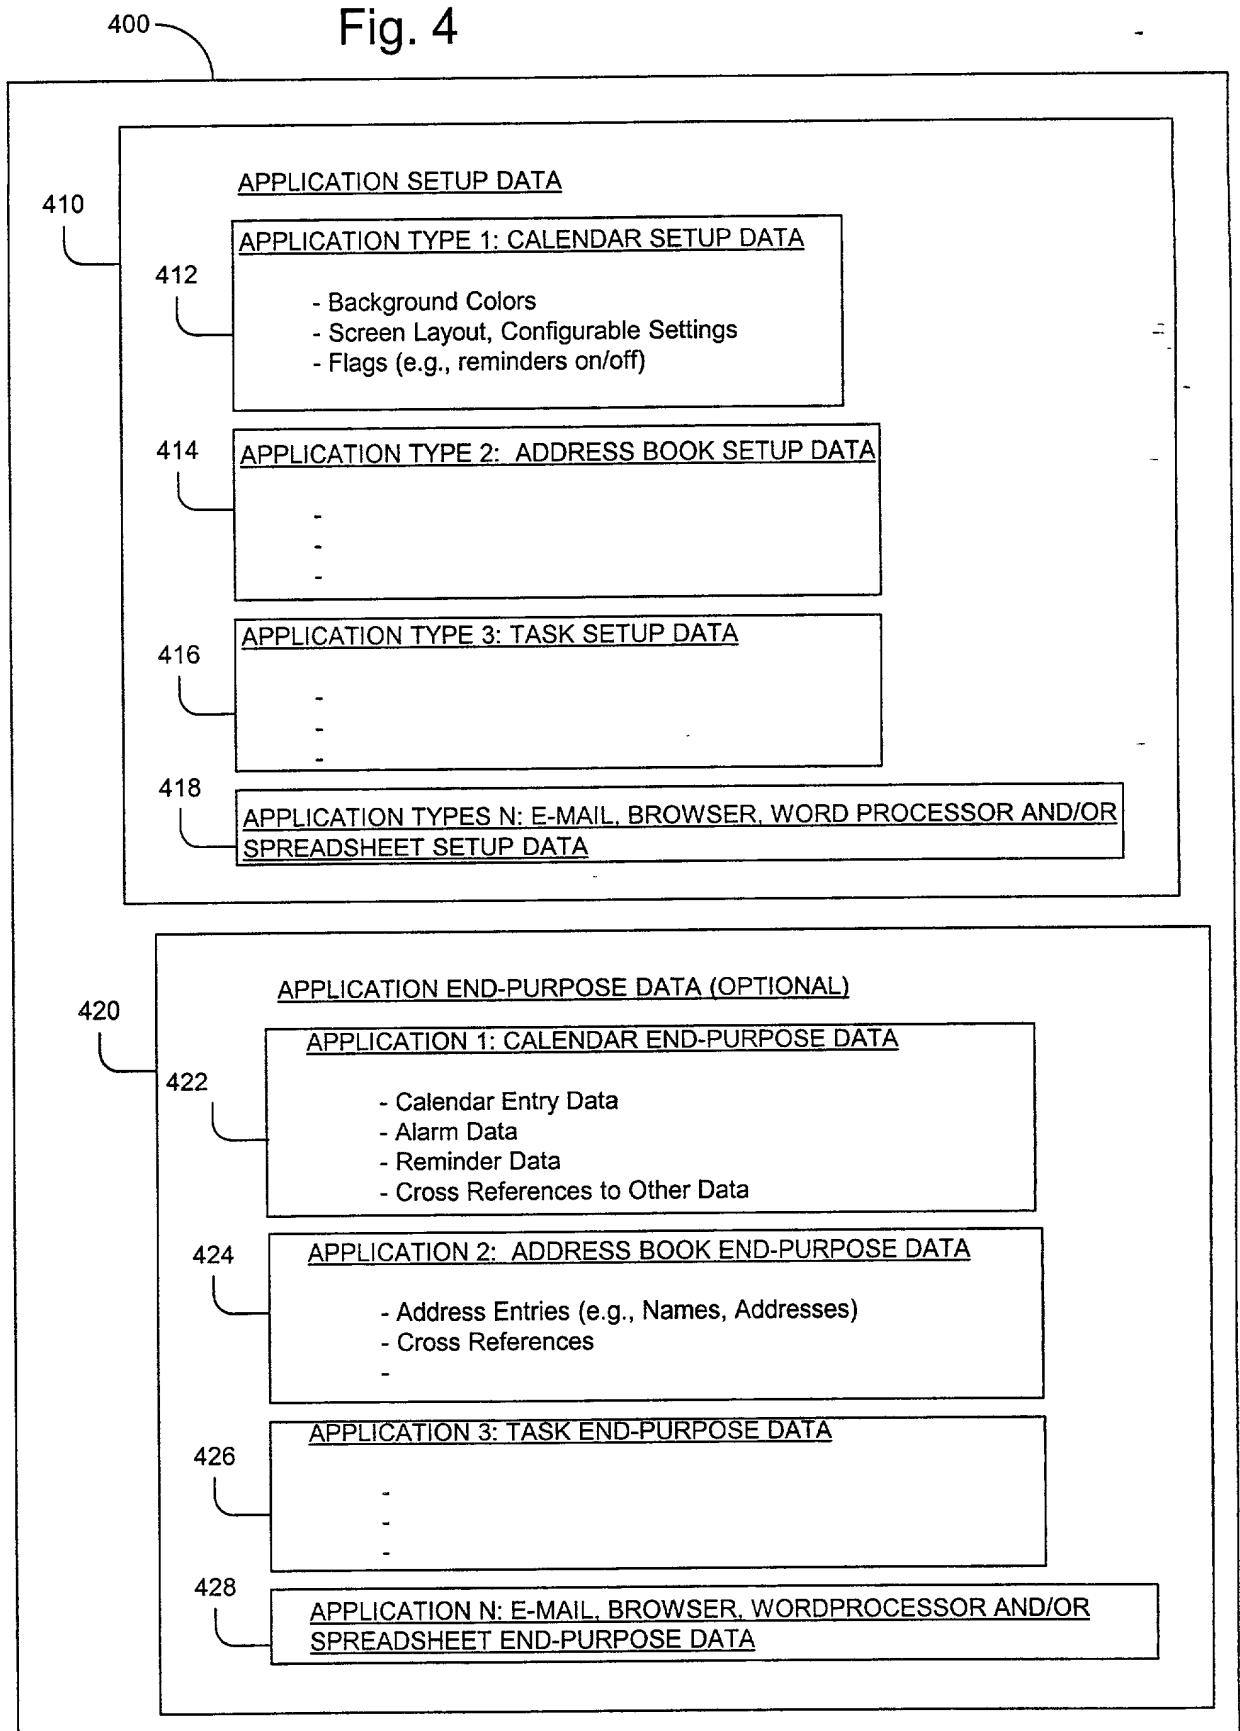 400
Fig. 4
APPLICATION SETUP DATA
410
APPLICATION TYPE 1: CALENDAR SETUP DATA
412
- Background Colors
- Screen Layout, Configurable Settings
- Flags (e.g., reminders on/off)
414
APPLICATION TYPE 2: ADDRESS BOOK SETUP DATA
-
-
-
APPLICATION TYPE 3: TASK SETUP DATA
416
-
-
-
418
APPLICATION TYPES N: E-MAIL, BROWSER, WORD PROCESSOR AND/OR
SPREADSHEET SETUP DATA
APPLICATION END-PURPOSE DATA (OPTIONAL)
420
APPLICATION 1: CALENDAR END-PURPOSE DATA
422
- Calendar Entry Data
- Alarm Data
- Reminder Data
- Cross References to Other Data
424
APPLICATION 2: ADDRESS BOOK END-PURPOSE DATA
- Address Entries (e.g., Names, Addresses)
- Cross References
-
APPLICATION 3: TASK END-PURPOSE DATA
426
-
-
-
428
APPLICATION N: E-MAIL, BROWSER, WORDPROCESSOR AND/OR
SPREADSHEET END-PURPOSE DATA